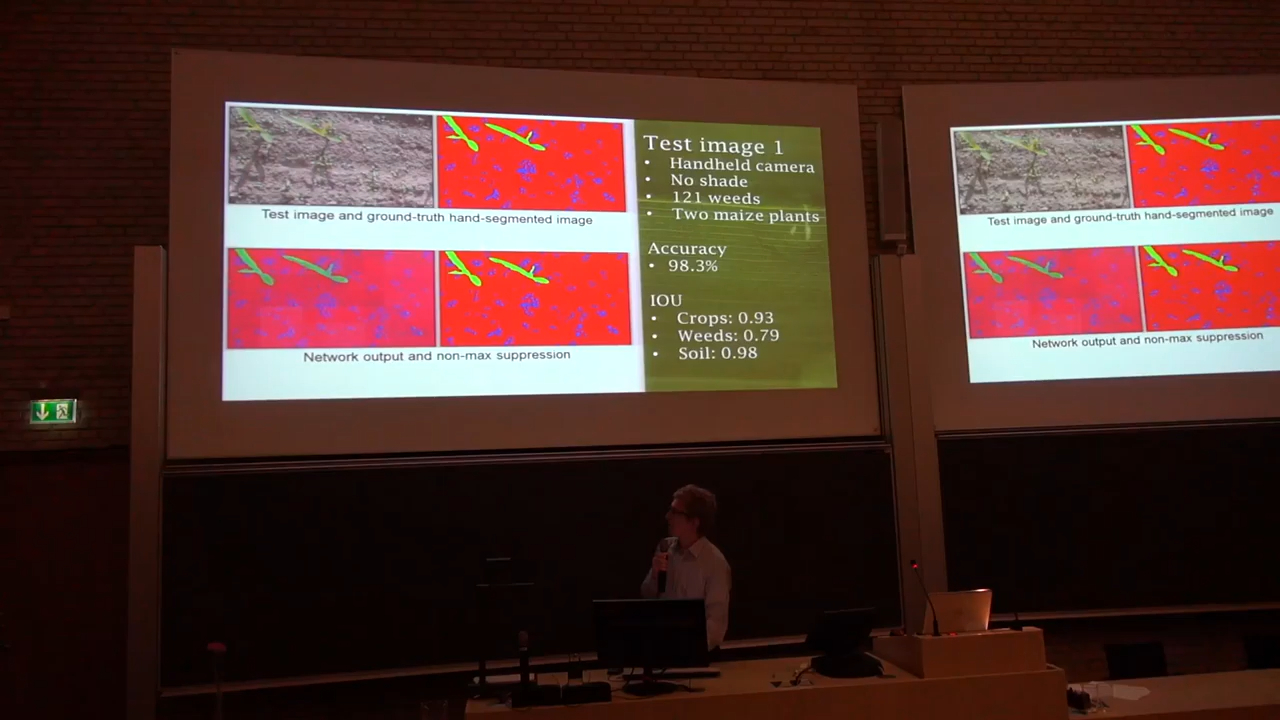 Test image and ground-truth hand-segmented image
Network output and non-max suppression
Test image 1
• Handheld camera
• No shade
• 121 weeds
• Two maize plants
Accuracy
• 98.3%
IOU
• Crops: 0.93
• Weeds: 0.79
• Soil: 0.98
Test image and ground-truth hand-segmented image
Network output and non-max suppression